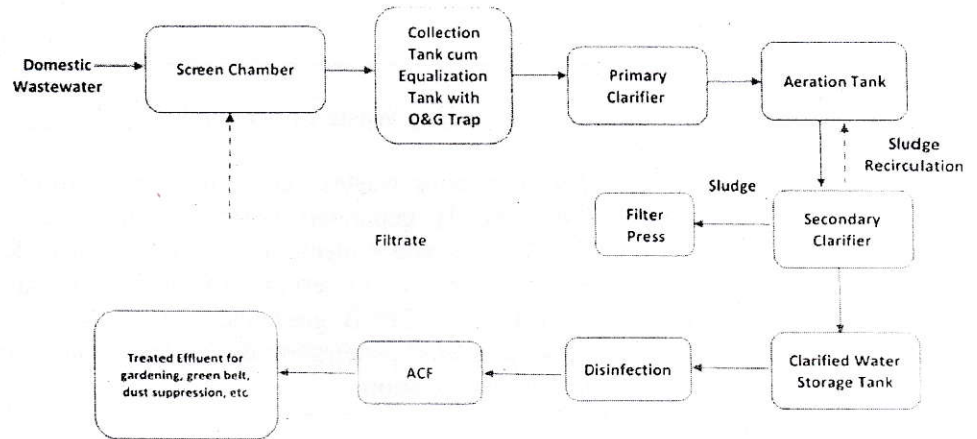 Domestic
Wastewater
Screen Chamber
Collection
Tank cum
Equalization
Tank with
O&G Trap
Primary
Clarifier
Aeration Tank
Sludge
Recirculation
Sludge
Filter
Press
Secondary
Clarifier
Filtrate
Treated Effluent for
gardening, green belt,
dust suppression, etc
ACF
Disinfection
Clarified Water
Storage Tank